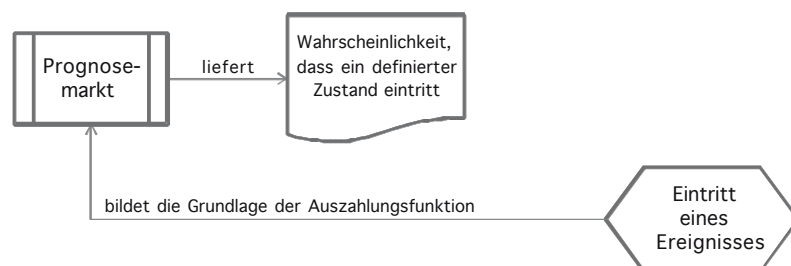 Prognose-
markt
liefert
Wahrscheinlichkeit,
dass ein definierter
Zustand eintritt
bildet die Grundlage der Auszahlungsfunktion
Eintritt
eines
Ereignisses